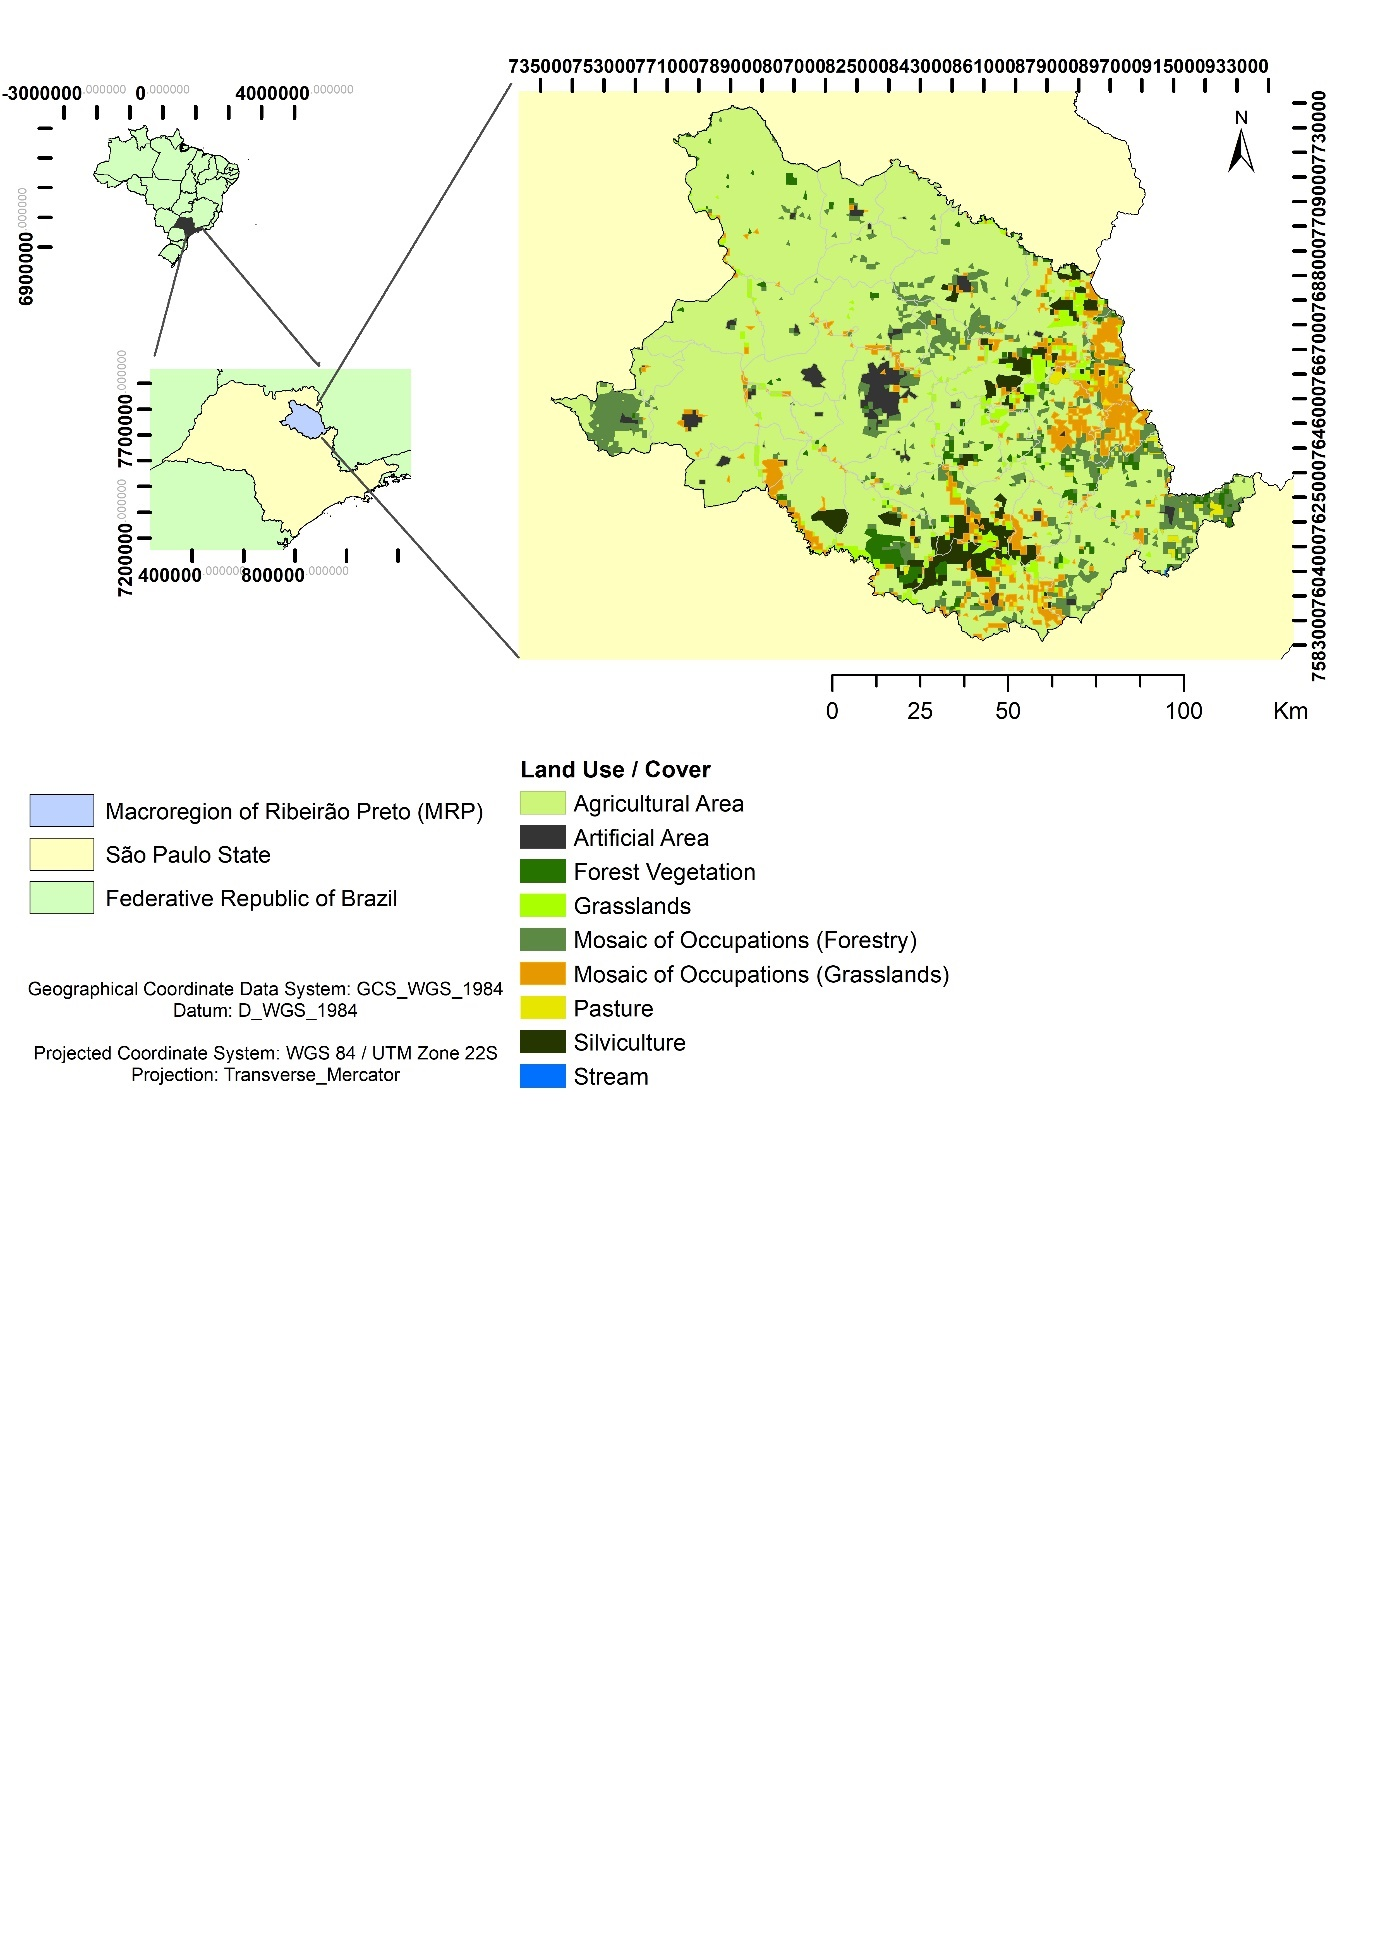 735000753000771000789000807000825000843000861000879000897000915000933000
-3000000.000000 0.000000 4000000.000000
N
6900000.000000
75830007604000762500076460007667000768800077090007730000
7200000.000000 7700000.000000
400000.000000800000.000000
0 25 50 100 Km
Land Use / Cover
Macroregion of Ribeirão Preto (MRP)
São Paulo State
Federative Republic of Brazil
Agricultural Area
Artificial Area
Forest Vegetation
Grasslands
Mosaic of Occupations (Forestry)
Mosaic of Occupations (Grasslands)
Pasture
Silviculture
Stream
Geographical Coordinate Data System: GCS_WGS_1984
Datum: D_WGS_1984
Projected Coordinate System: WGS 84 / UTM Zone 22S
Projection: Transverse_Mercator